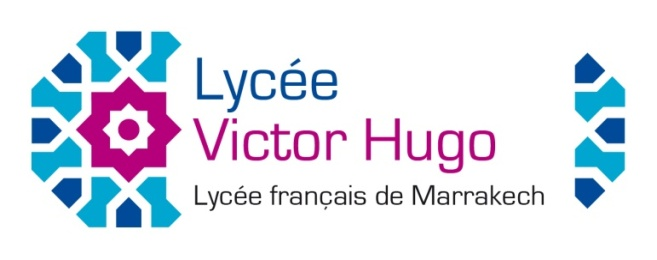 Lycée
Victor Hugo
Lycée français de Marrakech